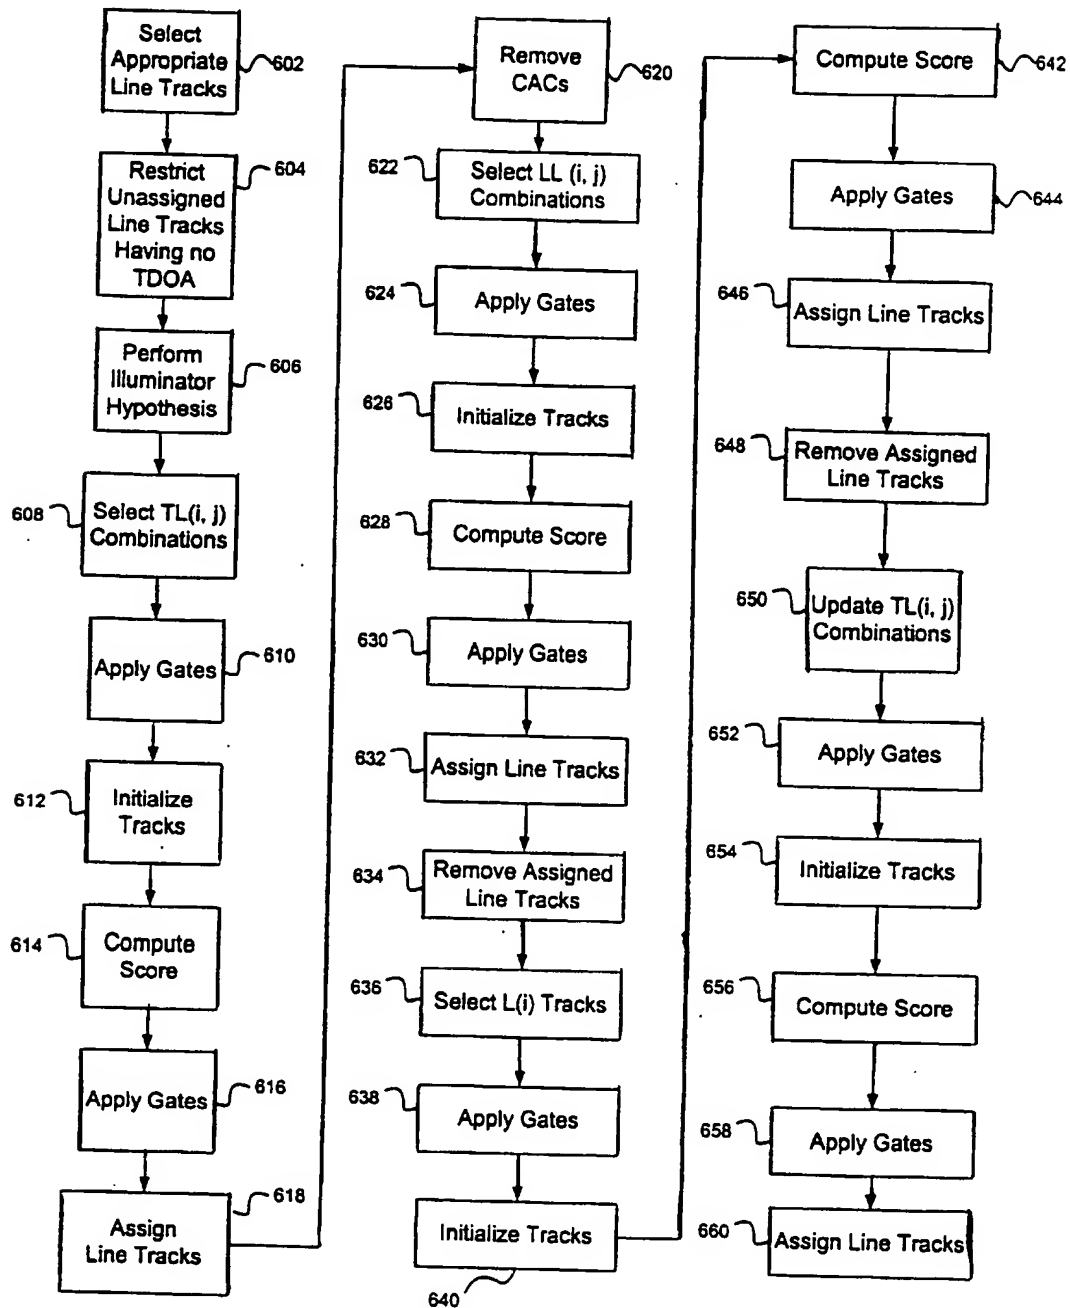 Select
Appropriate
Line Tracks
602
Restrict
Unassigned
Line Tracks
Having no
TDOA
604
Perform
Illuminator
Hypothesis
606
608
Select TL(i, j)
Combinations
Apply Gates
610
612
Initialize
Tracks
614
Compute
Score
Apply Gates
616
618
Assign
Line Tracks
Remove
CACs
620
622
Select LL (i, j)
Combinations
624
Apply Gates
626
Initialize Tracks
628
Compute Score
630
Apply Gates
632
Assign Line Tracks
634
Remove Assigned
Line Tracks
636
Select L(i) Tracks
638
Apply Gates
Initialize Tracks
640
Compute Score
642
Apply Gates
644
646
Assign Line Tracks
648
Remove Assigned
Line Tracks
650
Update TL(i, j)
Combinations
652
Apply Gates
654
Initialize Tracks
656
Compute Score
658
Apply Gates
660
Assign Line Tracks